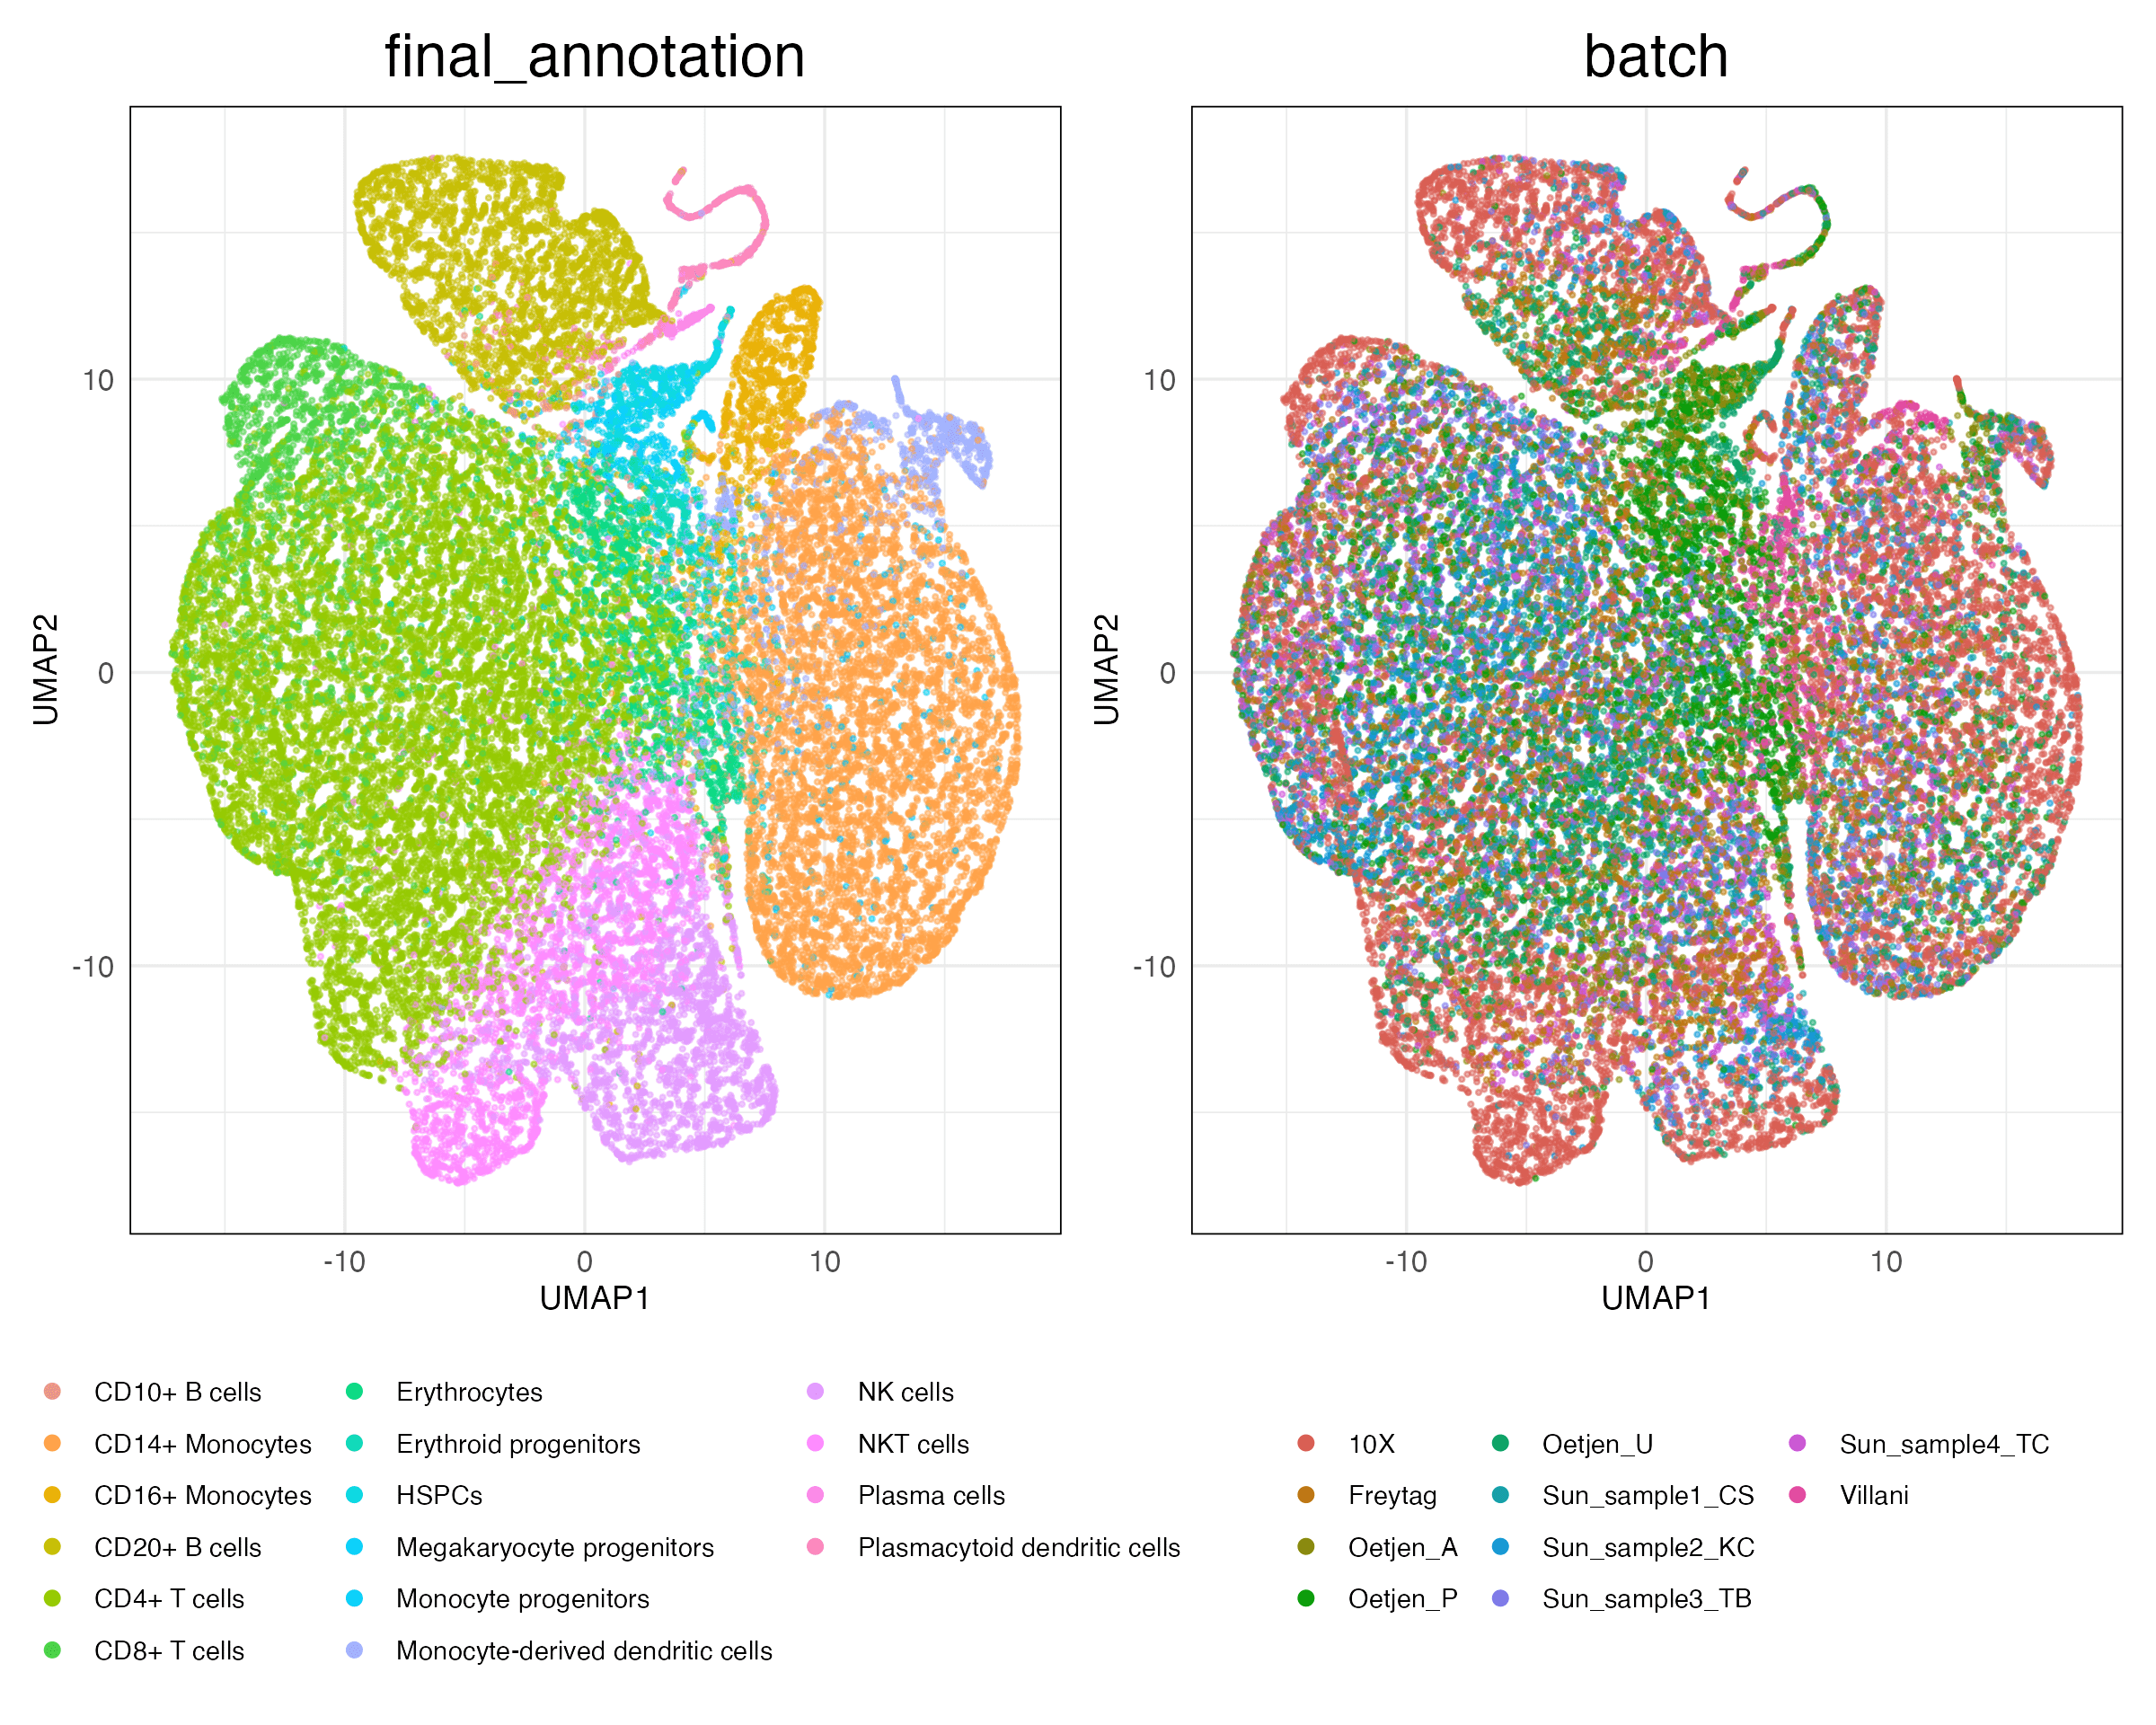 final_annotation
batch
UMAP2
10
0
-10
-10
0
10
UMAP1
UMAP2
10
0
-10
-10
0
10
UMAP1
CD10+ B cells
CD14+ Monocytes
CD16+ Monocytes
CD20+ B cells
CD4+ T cells
CD8+ T cells
Erythrocytes
Erythroid progenitors
HSPCs
Megakaryocyte progenitors
Monocyte progenitors
Monocyte-derived dendritic cells
NK cells
NKT cells
Plasma cells
Plasmacytoid dendritic cells
10X
Freytag
Oetjen_A
Oetjen_P
Oetjen_U
Sun_sample1_CS
Sun_sample2_KC
Sun_sample3_TB
Sun_sample4_TC
Villani